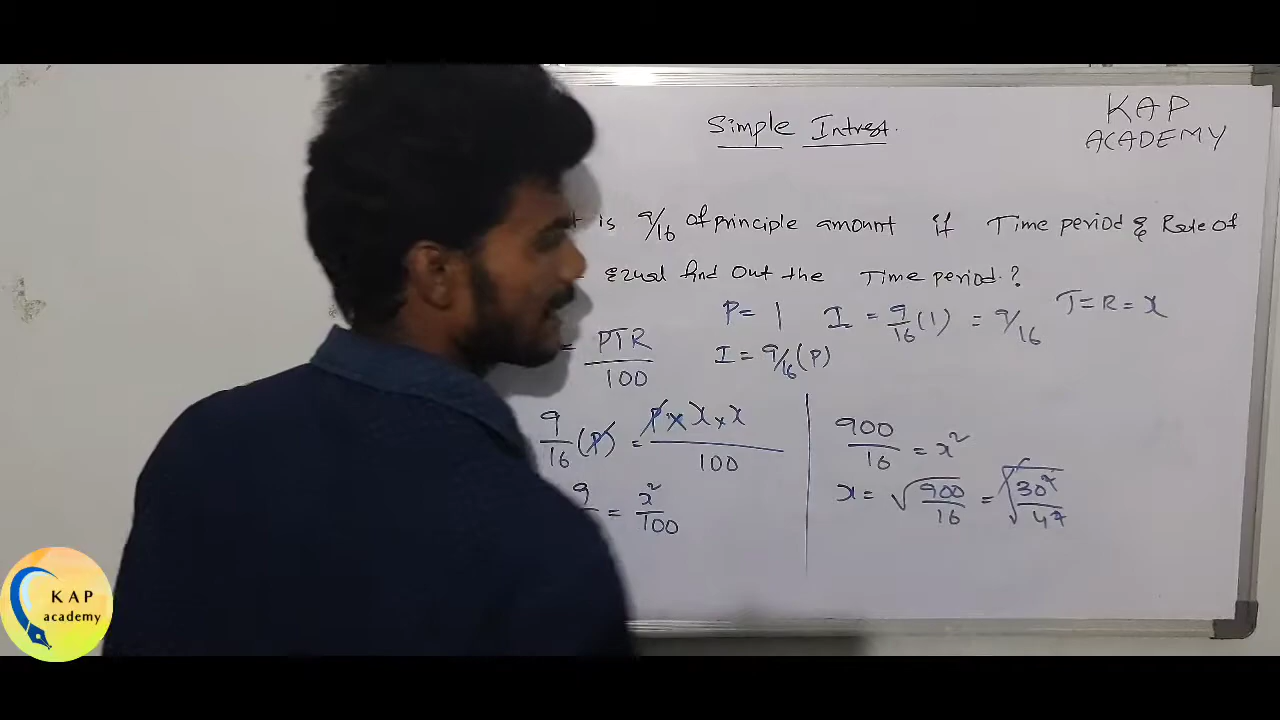 Simple Intrest.
KAP
ACADEMY
is 9/16 of principle amount if Time period & Rate of
Equal find out the Time period.?
P = 1 I = 9/16 (1) = 9/16 T = R = x
= PTR/100 I = 9/16 (P)
9/16 (P) = P × x × x / 100
9 = x²/100
900/16 = x²
x = √900/16 = √30²/4²
KAP
academy